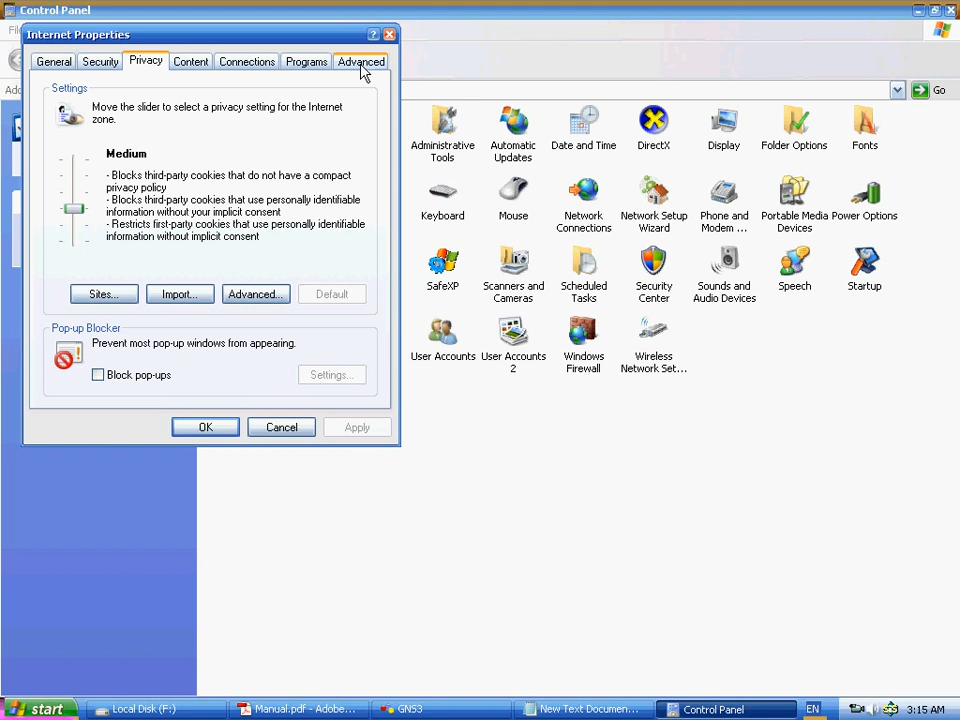 Control Panel
Internet Properties
General Security Privacy Content Connections Programs Advanced
Settings
Move the slider to select a privacy setting for the Internet
zone.
Medium
- Blocks third-party cookies that do not have a compact
privacy policy
- Blocks third-party cookies that use personally identifiable
information without your implicit consent
- Restricts first-party cookies that use personally identifiable
information without implicit consent
Sites... Import... Advanced... Default
Pop-up Blocker
Prevent most pop-up windows from appearing.
Block pop-ups
Settings...
OK Cancel Apply
Go
Administrative Tools
Automatic Updates
Date and Time
DirectX
Display
Folder Options
Fonts
Keyboard
Mouse
Network Connections
Network Setup Wizard
Phone and Modem ...
Portable Media Devices
Power Options
SafeXP
Scanners and Cameras
Scheduled Tasks
Security Center
Sounds and Audio Devices
Speech
Startup
User Accounts
User Accounts 2
Windows Firewall
Wireless Network Set...
start
Local Disk (F:)
Manual.pdf - Adobe...
GNS3
New Text Documen...
Control Panel
EN
3:15 AM